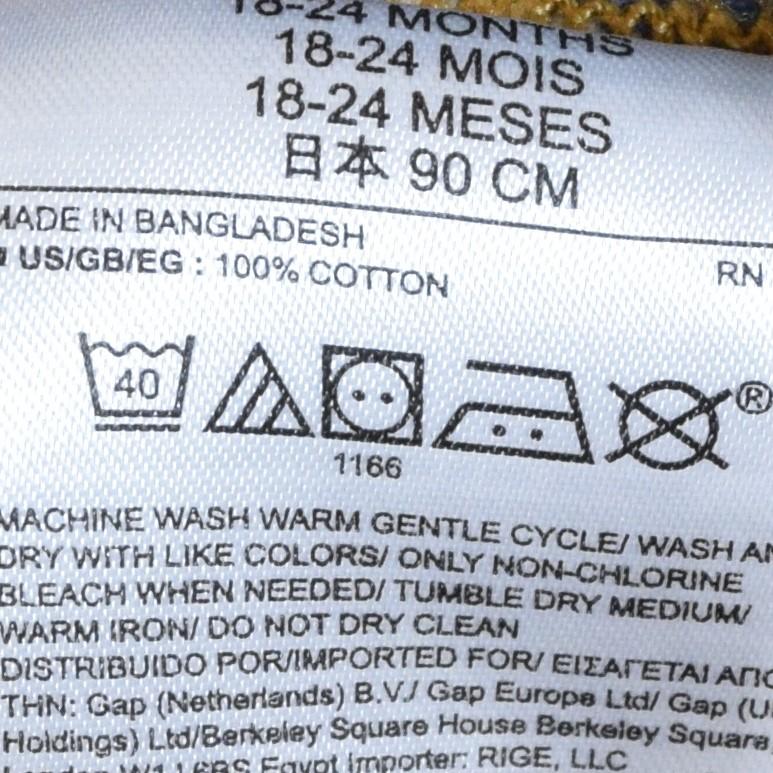 18-24 MONTHS
18-24 MOIS
18-24 MESES
日本 90 CM
MADE IN BANGLADESH
US/GB/EG : 100% COTTON
RN
40
®
1166
MACHINE WASH WARM GENTLE CYCLE/ WASH
DRY WITH LIKE COLORS/ ONLY NON-CHLORINE
BLEACH WHEN NEEDED/ TUMBLE DRY MEDIUM/
WARM IRON/ DO NOT DRY CLEAN
DISTRIBUIDO POR/IMPORTED FOR/ ΕΙΣΑΓΕΤΑΙ ΑΠΟ
THN: Gap (Netherlands) B.V./ Gap Europe Ltd/ Gap
Holdings) Ltd/Berkeley Square House Berkeley Square
Egypt Importer: RIGE, LLC